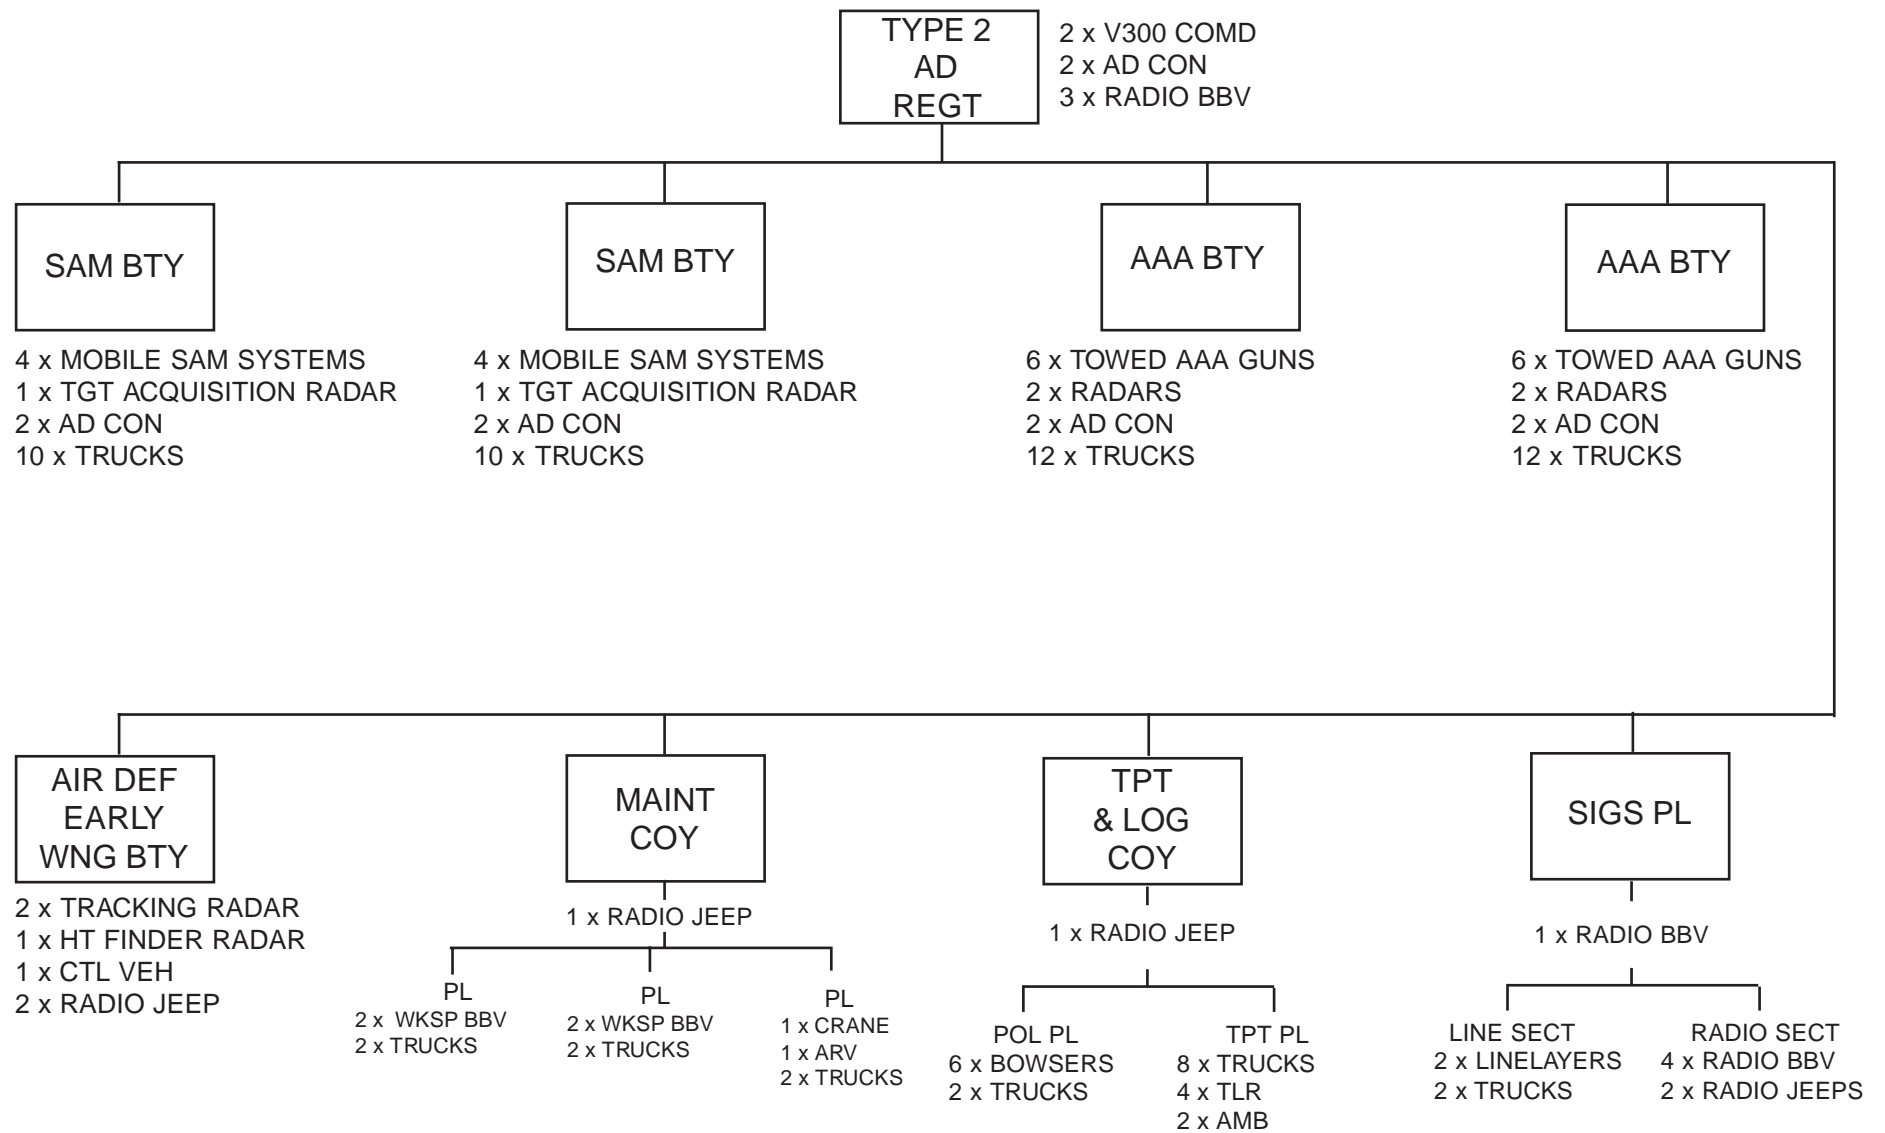 TYPE 2
AD
REGT
2 x V300 COMD
2 x AD CON
3 x RADIO BBV
SAM BTY
4 x MOBILE SAM SYSTEMS
1 x TGT ACQUISITION RADAR
2 x AD CON
10 x TRUCKS
SAM BTY
4 x MOBILE SAM SYSTEMS
1 x TGT ACQUISITION RADAR
2 x AD CON
10 x TRUCKS
AAA BTY
6 x TOWED AAA GUNS
2 x RADARS
2 x AD CON
12 x TRUCKS
AAA BTY
6 x TOWED AAA GUNS
2 x RADARS
2 x AD CON
12 x TRUCKS
AIR DEF
EARLY
WNG BTY
2 x TRACKING RADAR
1 x HT FINDER RADAR
1 x CTL VEH
2 x RADIO JEEP
MAINT
COY
1 x RADIO JEEP
PL
2 x WKSP BBV
2 x TRUCKS
PL
2 x WKSP BBV
2 x TRUCKS
PL
1 x CRANE
1 x ARV
2 x TRUCKS
TPT
& LOG
COY
1 x RADIO JEEP
POL PL
6 x BOWSERS
2 x TRUCKS
TPT PL
8 x TRUCKS
4 x TLR
2 x AMB
SIGS PL
1 x RADIO BBV
LINE SECT
2 x LINELAYERS
2 x TRUCKS
RADIO SECT
4 x RADIO BBV
2 x RADIO JEEPS